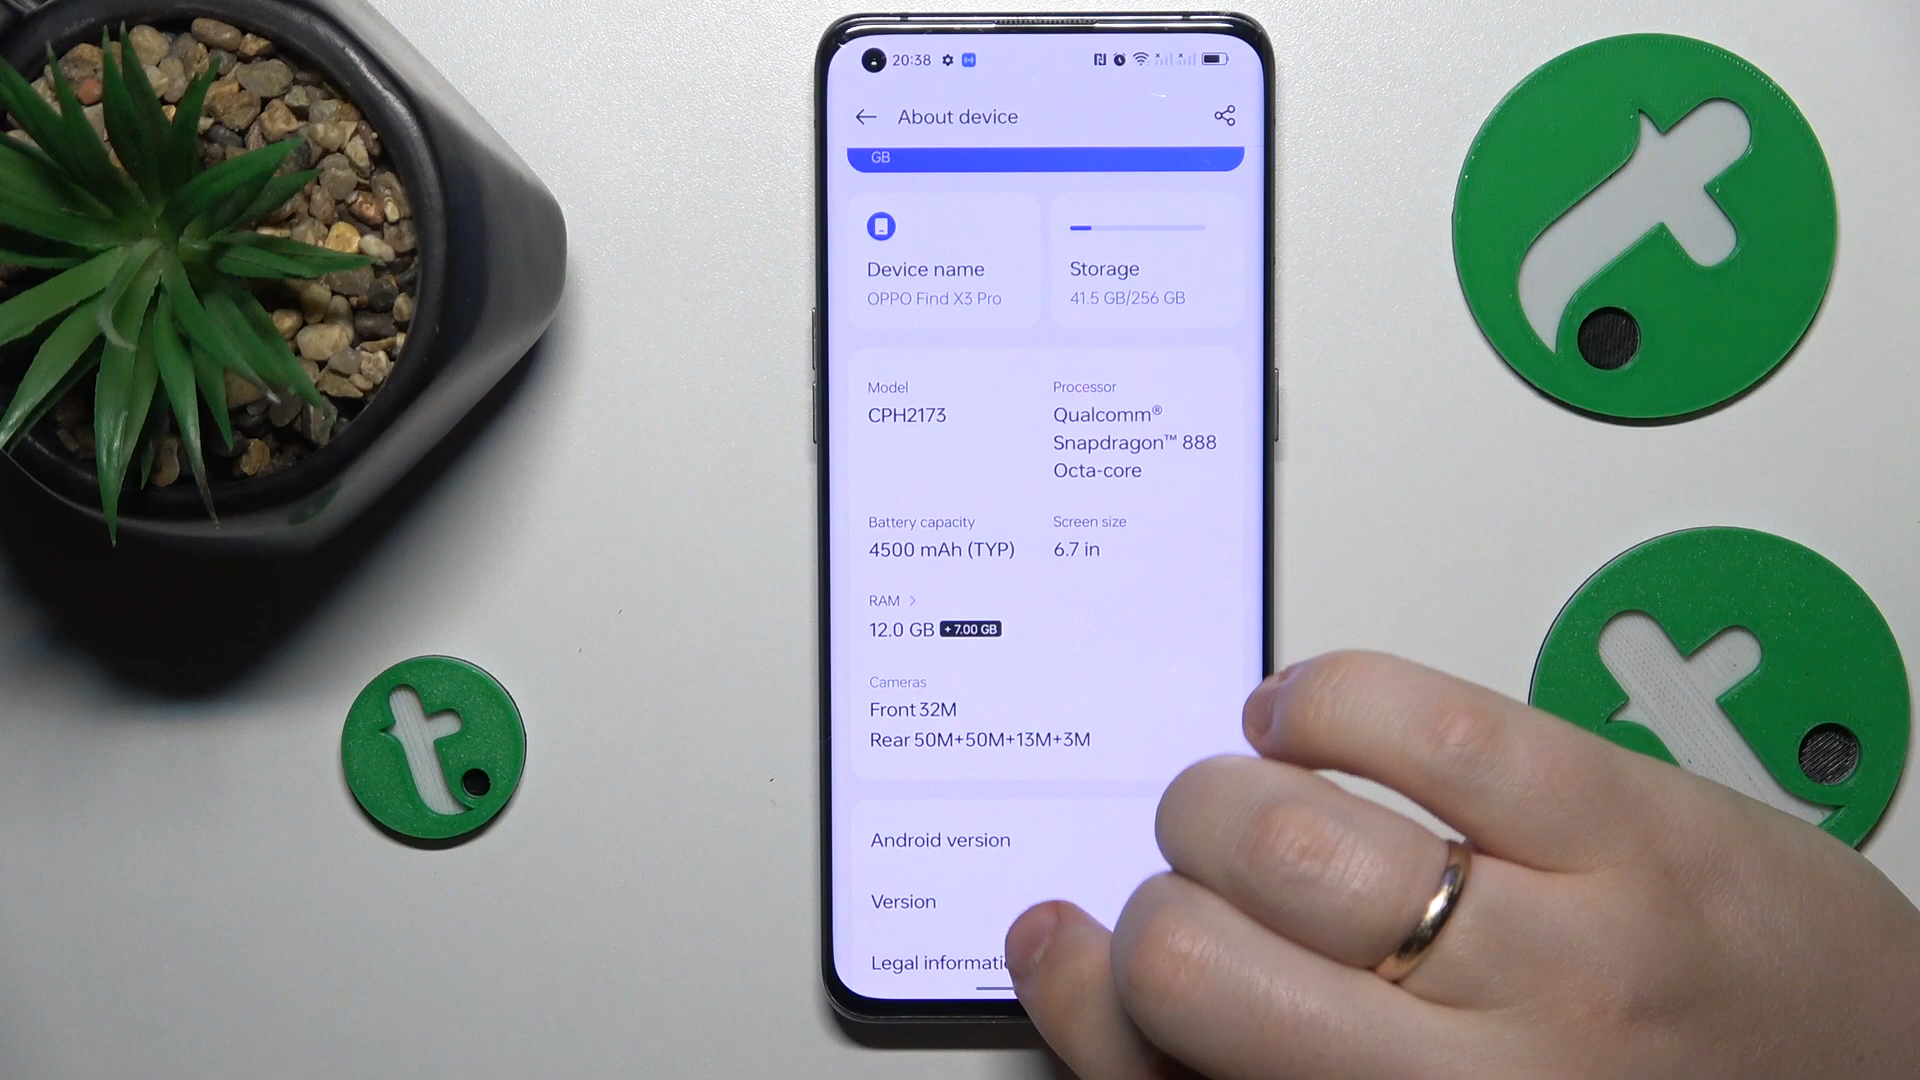 20:38
About device
GB
Device name
OPPO Find X3 Pro
Storage
41.5 GB/256 GB
Model
CPH2173
Processor
Qualcomm®
Snapdragon™ 888
Octa-core
Battery capacity
4500 mAh (TYP)
Screen size
6.7 in
RAM >
12.0 GB + 7.00 GB
Cameras
Front 32M
Rear 50M+50M+13M+3M
Android version
Version
Legal informati